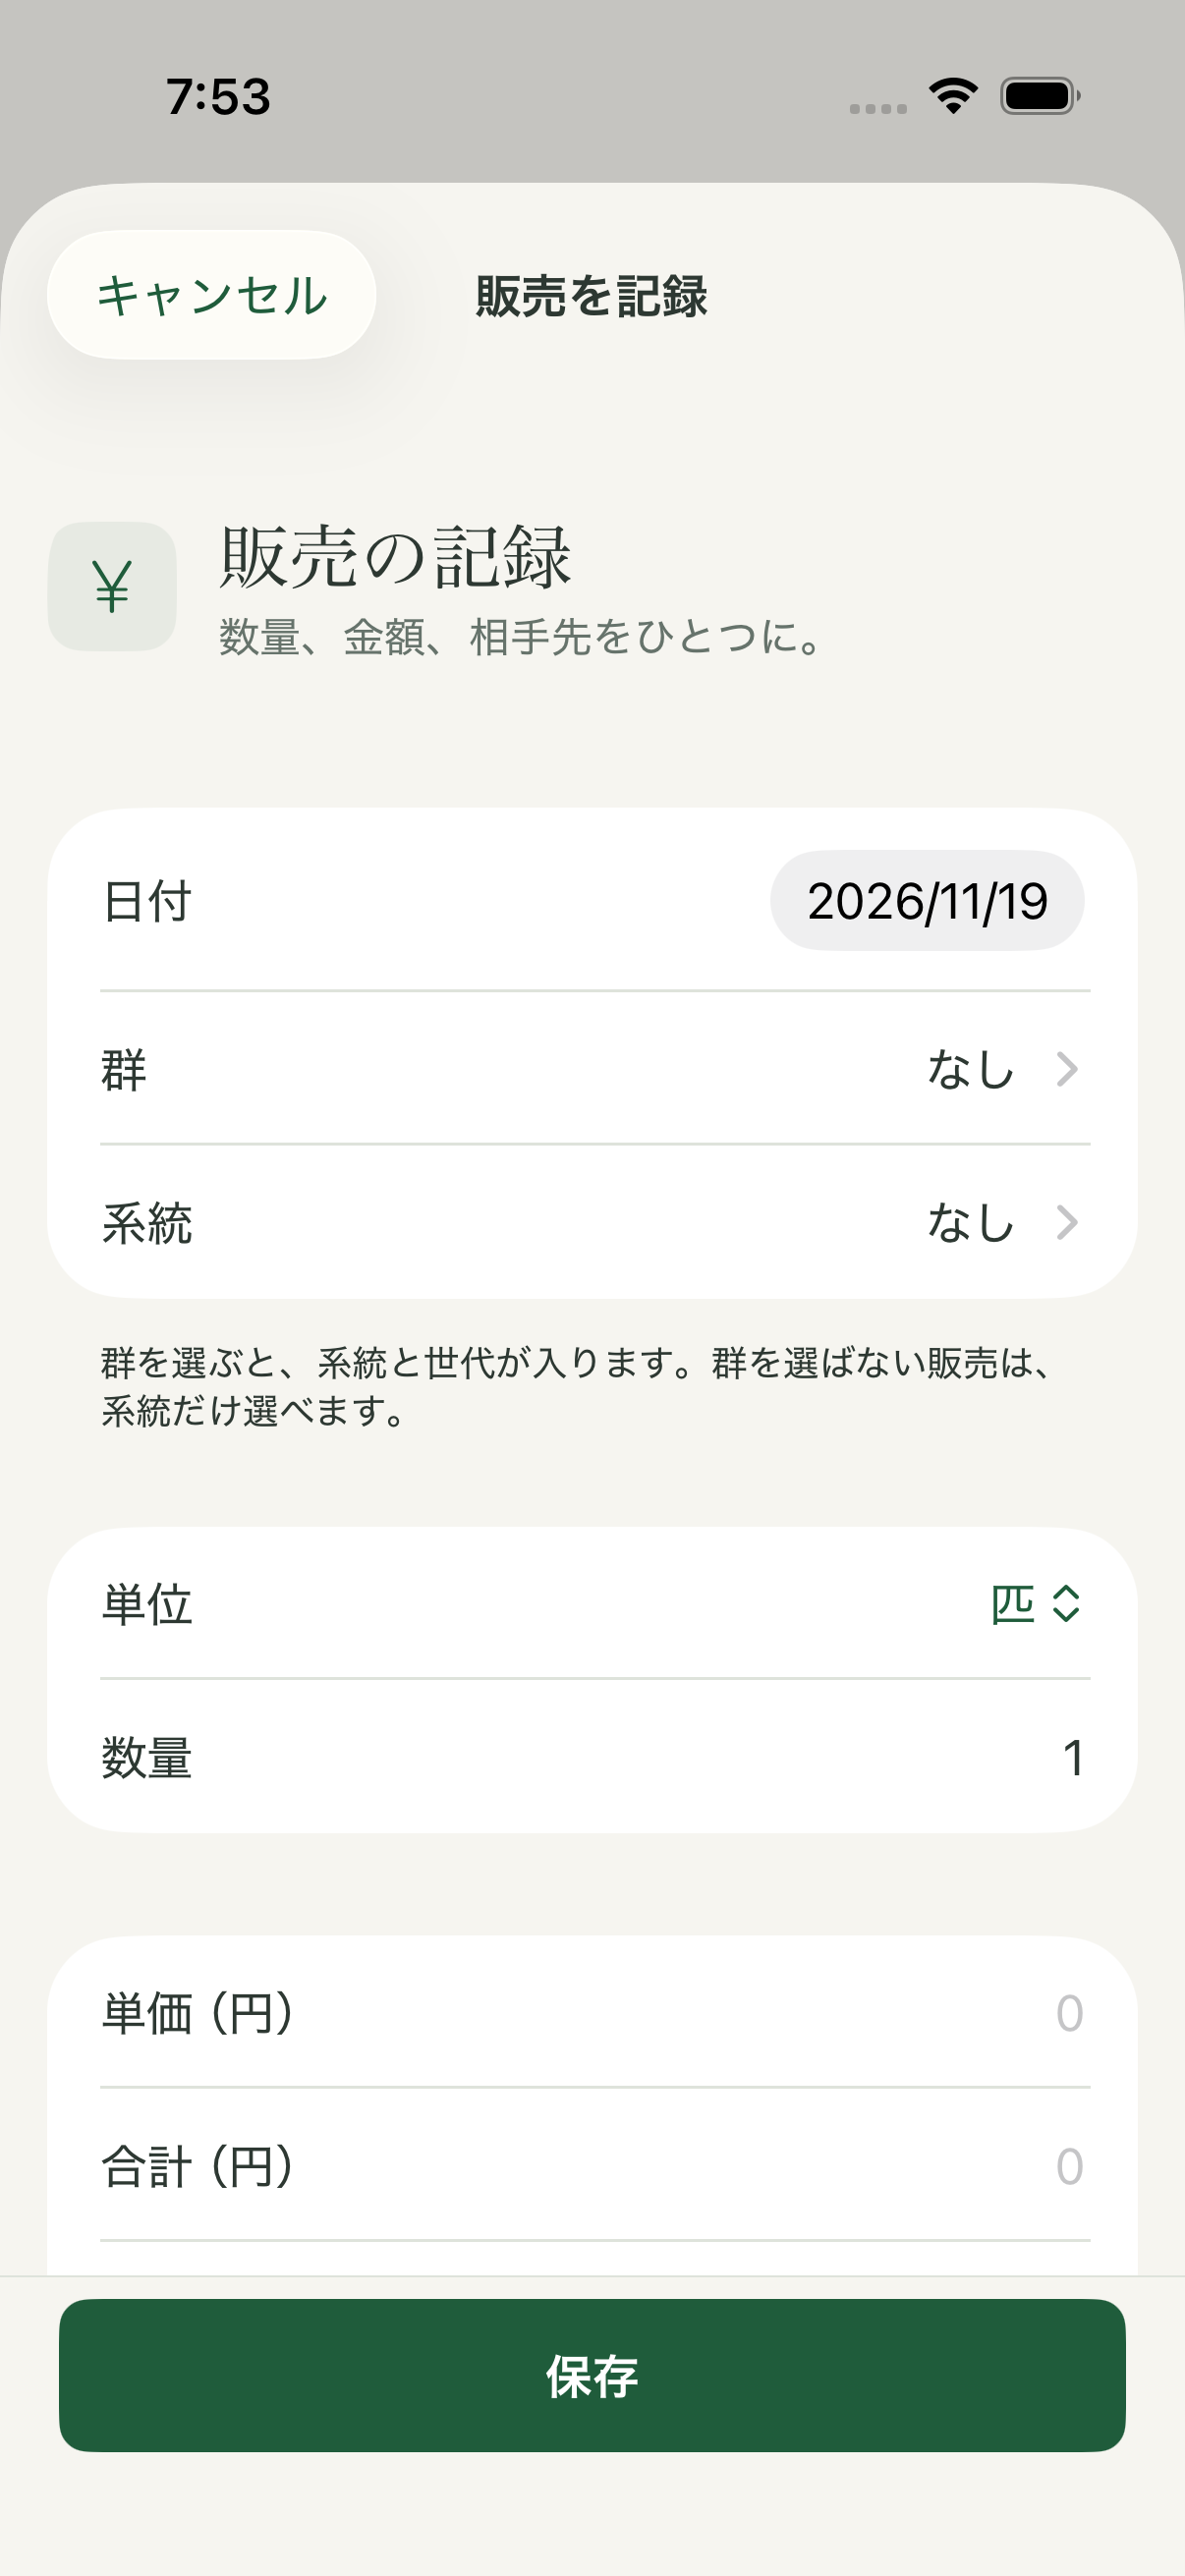 7:53
キャンセル
販売を記録
¥
販売の記録
数量、金額、相手先をひとつに。
日付
2026/11/19
群
なし
系統
なし
群を選ぶと、系統と世代が入ります。群を選ばない販売は、
系統だけ選べます。
単位
匹
数量
1
単価（円）
0
合計（円）
0
保存